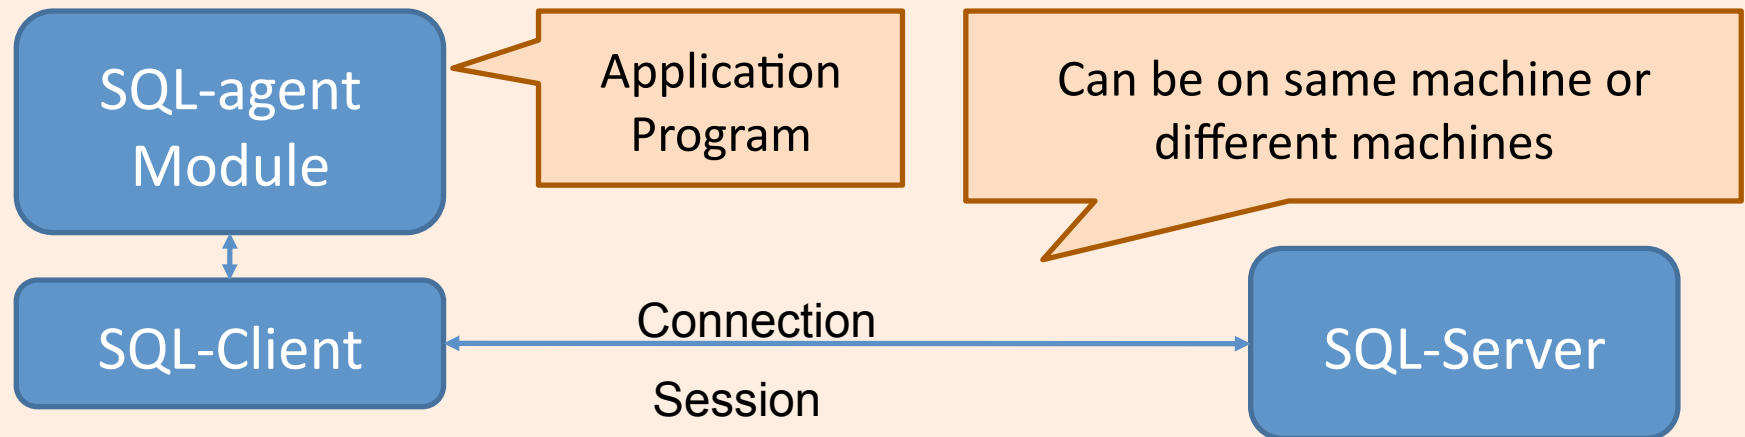 SQL-agent
Module
Application
Program
Can be on same machine or
different machines
SQL-Client
Connection
Session
SQL-Server